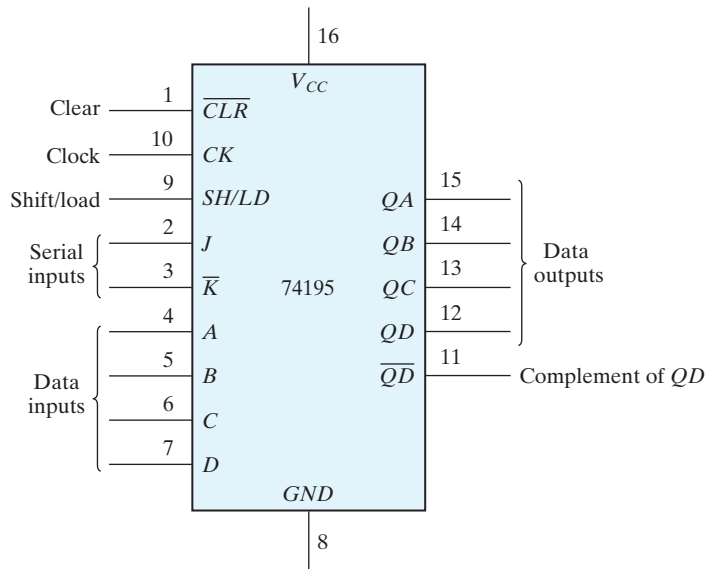 16
V_CC
Clear 1 C̅L̅R̅
Clock 10 CK
Shift/load 9 SH/LD QA 15
Serial inputs
2 J QB 14
Data outputs
3 K̅ 74195 QC 13
4 A QD 12
Data inputs
5 B Q̅D̅ 11 Complement of QD
6 C
7 D
GND
8